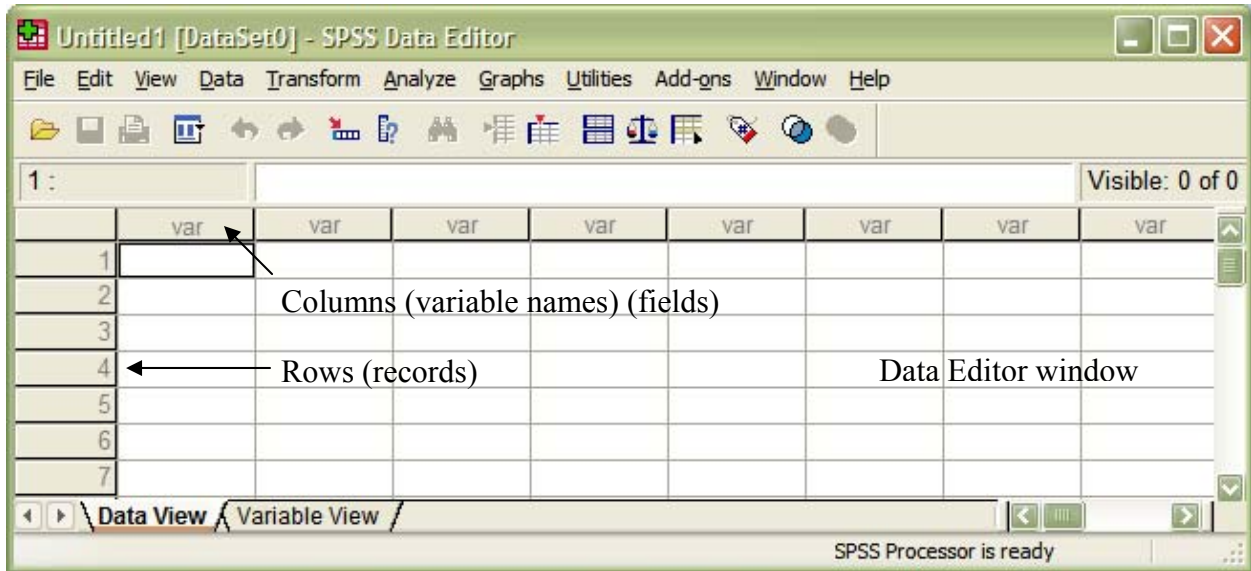 Untitled1 [DataSet0] - SPSS Data Editor
File Edit View Data Transform Analyze Graphs Utilities Add-ons Window Help
1 :
Visible: 0 of 0
var var var var var var var var
1
2
Columns (variable names) (fields)
3
4
Rows (records)
Data Editor window
5
6
7
Data View Variable View
SPSS Processor is ready